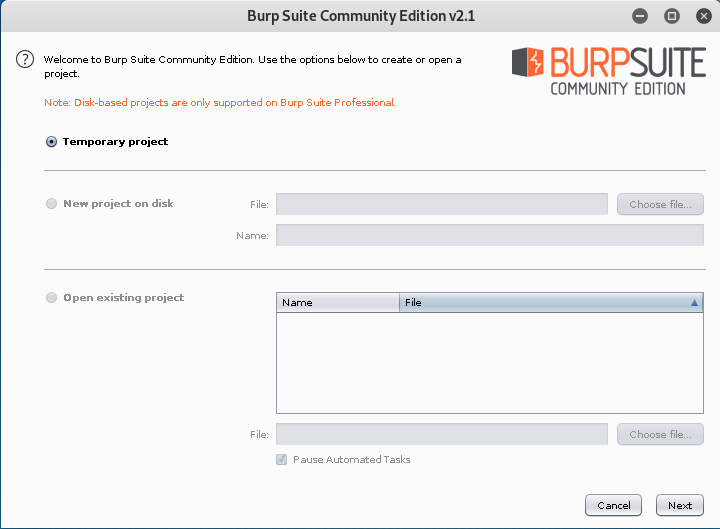 Burp Suite Community Edition v2.1
Welcome to Burp Suite Community Edition. Use the options below to create or open a
project.
BURPSUITE
COMMUNITY EDITION
Note: Disk-based projects are only supported on Burp Suite Professional.
Temporary project
New project on disk
File:
Choose file...
Name:
Open existing project
Name
File
File:
Choose file...
Pause Automated Tasks
Cancel
Next